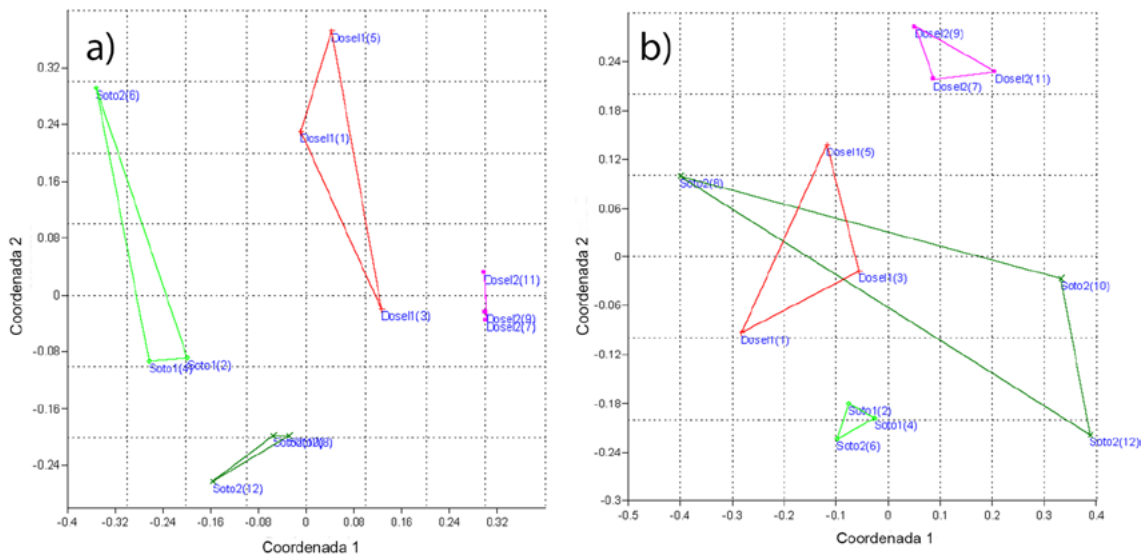 a)
Coordenada 2
0.32
0.24
0.16
0.08
0
-0.08
-0.16
-0.24
-0.4
-0.32
-0.24
-0.16
-0.08
0
0.08
0.16
0.24
0.32
Coordenada 1
Dosel1(5)
Soto2(6)
Dosel1(1)
Dosel2(11)
Dosel1(3)
Dosel2(9)
Dosel2(7)
Soto1(4)
Soto1(2)
Soto2(12)
b)
Coordenada 2
0.24
0.18
0.12
0.06
0
-0.06
-0.12
-0.18
-0.24
-0.3
-0.5
-0.4
-0.3
-0.2
-0.1
0
0.1
0.2
0.3
0.4
Coordenada 1
Dosel2(9)
Dosel2(11)
Dosel2(7)
Dosel1(5)
Soto2(8)
Dosel1(3)
Soto2(10)
Dosel1(1)
Soto1(2)
Soto1(4)
Soto2(6)
Soto2(12)